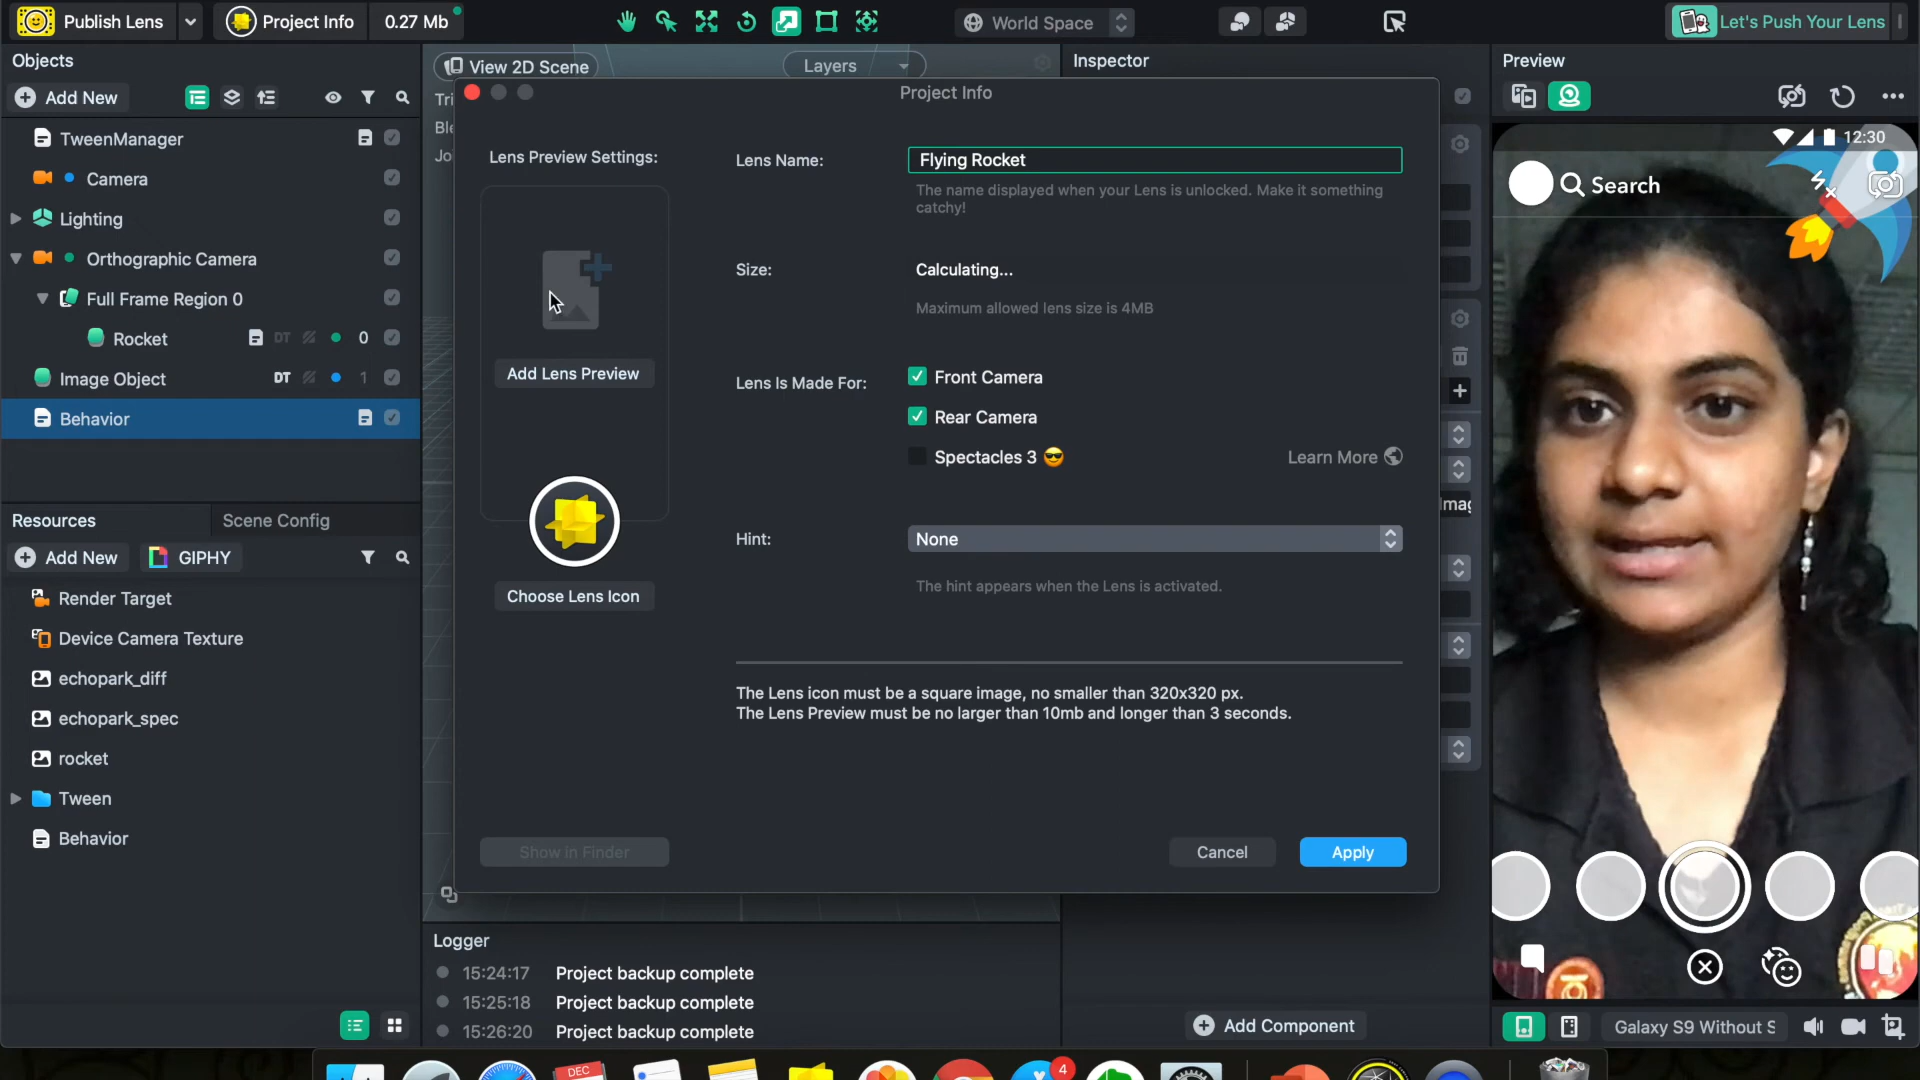 Publish Lens
Project Info
0.27 Mb
World Space
Let's Push Your Lens
Objects
Add New
TweenManager
Camera
Lighting
Orthographic Camera
Full Frame Region 0
Rocket
DT
0
Image Object
DT
1
Behavior
Resources
Scene Config
Add New
GIPHY
Render Target
Device Camera Texture
echopark_diff
echopark_spec
rocket
Tween
Behavior
View 2D Scene
Layers
Inspector
Project Info
Lens Preview Settings:
Add Lens Preview
Choose Lens Icon
Lens Name:
Flying Rocket
The name displayed when your Lens is unlocked. Make it something
catchy!
Size:
Calculating...
Maximum allowed lens size is 4MB
Lens Is Made For:
Front Camera
Rear Camera
Spectacles 3
Learn More
Hint:
None
The hint appears when the Lens is activated.
The Lens icon must be a square image, no smaller than 320x320 px.
The Lens Preview must be no larger than 10mb and longer than 3 seconds.
Show in Finder
Cancel
Apply
Logger
15:24:17 Project backup complete
15:25:18 Project backup complete
15:26:20 Project backup complete
Add Component
Preview
12:30
Search
Galaxy S9 Without S
DEC
4